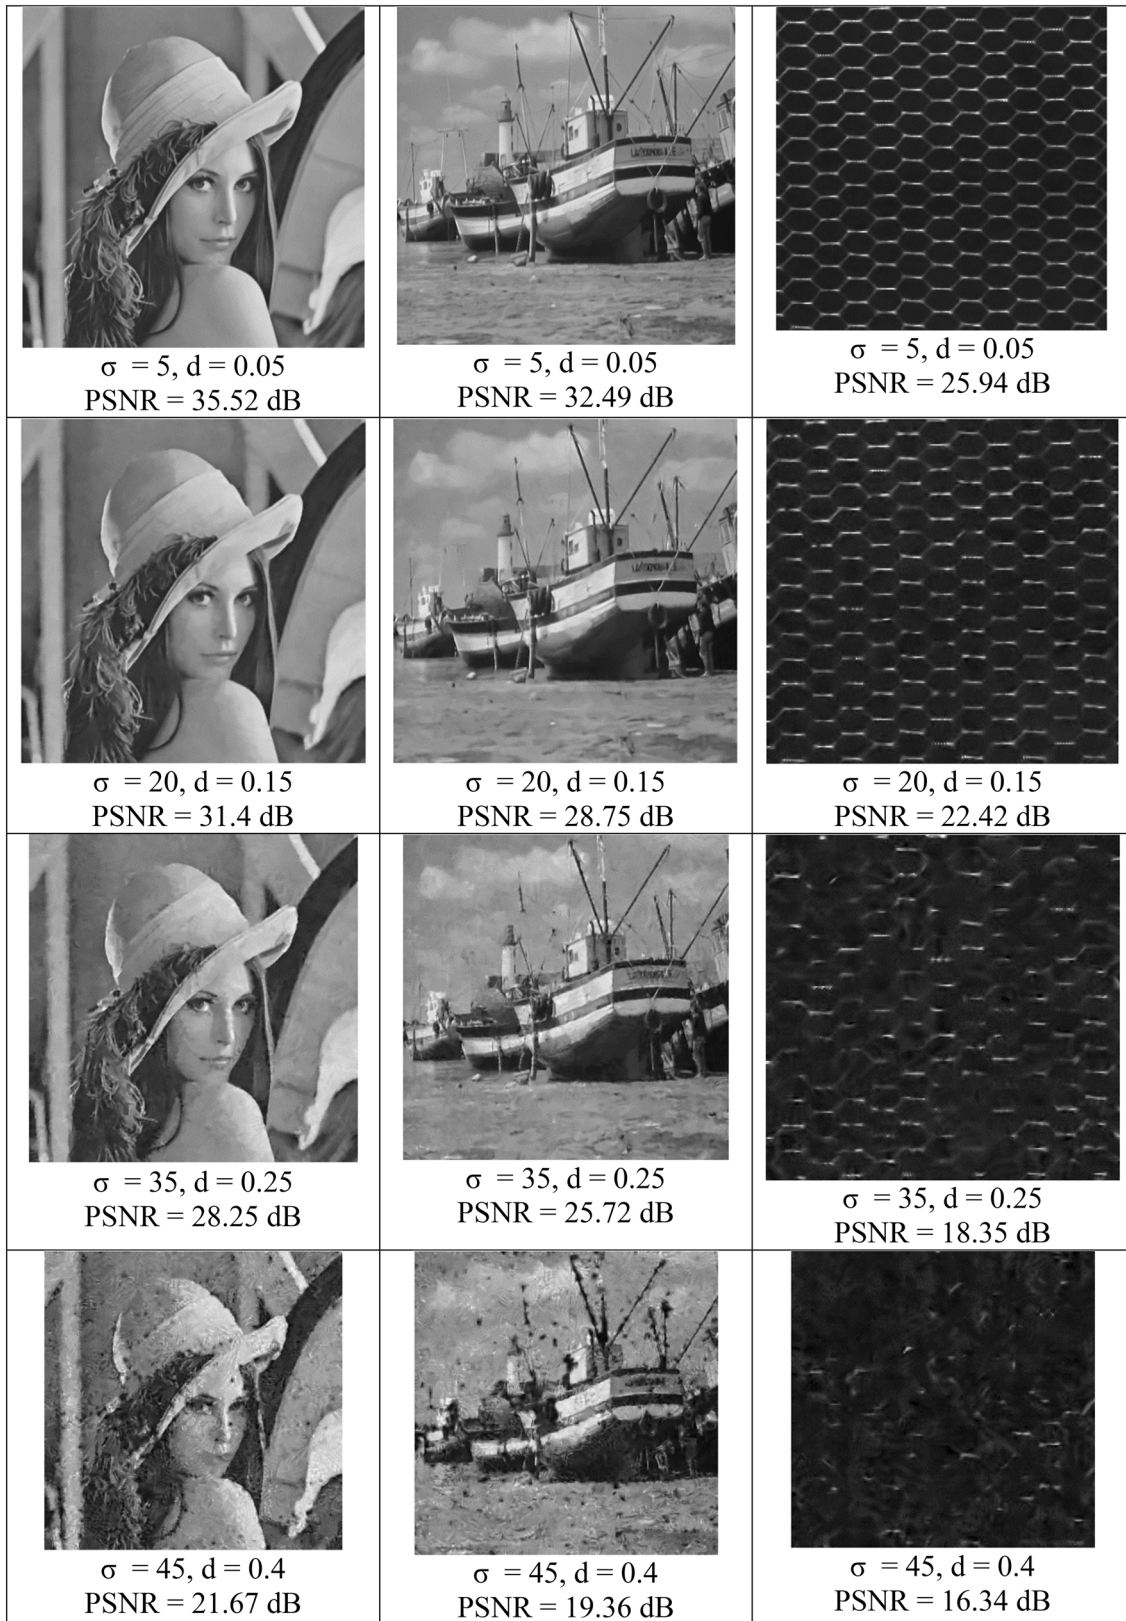 σ = 5, d = 0.05
PSNR = 35.52 dB
σ = 5, d = 0.05
PSNR = 32.49 dB
σ = 5, d = 0.05
PSNR = 25.94 dB
σ = 20, d = 0.15
PSNR = 31.4 dB
σ = 20, d = 0.15
PSNR = 28.75 dB
σ = 20, d = 0.15
PSNR = 22.42 dB
σ = 35, d = 0.25
PSNR = 28.25 dB
σ = 35, d = 0.25
PSNR = 25.72 dB
σ = 35, d = 0.25
PSNR = 18.35 dB
σ = 45, d = 0.4
PSNR = 21.67 dB
σ = 45, d = 0.4
PSNR = 19.36 dB
σ = 45, d = 0.4
PSNR = 16.34 dB